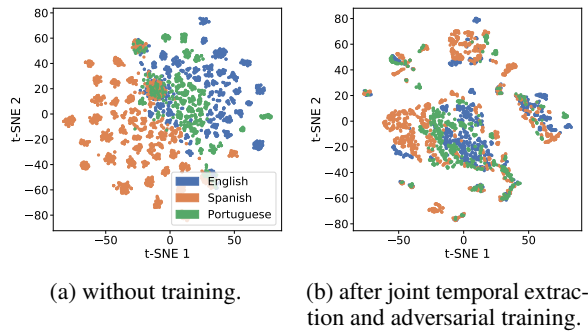 80
60
40
20
0
−20
−40
−60
−80
t-SNE 2
−50
0
50
t-SNE 1
English
Spanish
Portuguese
(a) without training.
80
60
40
20
0
−20
−40
−60
−80
t-SNE 2
−50
0
50
t-SNE 1
(b) after joint temporal extrac-
tion and adversarial training.